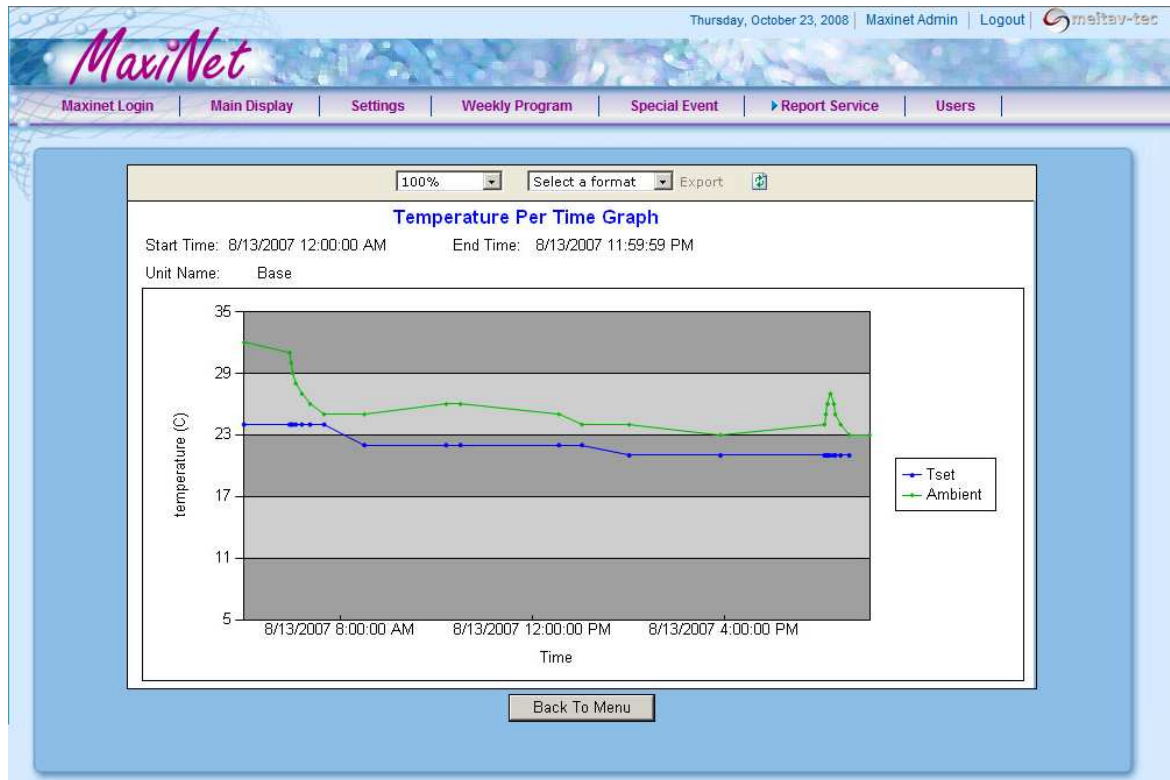 Thursday, October 23, 2008 | Maxinet Admin | Logout | meitav-tec
MaxiNet
Maxinet Login | Main Display | Settings | Weekly Program | Special Event | Report Service | Users |
100% Select a format Export
Temperature Per Time Graph
Start Time: 8/13/2007 12:00:00 AM End Time: 8/13/2007 11:59:59 PM
Unit Name: Base
35
29
23
17
11
5
temperature (C)
Tset
Ambient
8/13/2007 8:00:00 AM 8/13/2007 12:00:00 PM 8/13/2007 4:00:00 PM
Time
Back To Menu